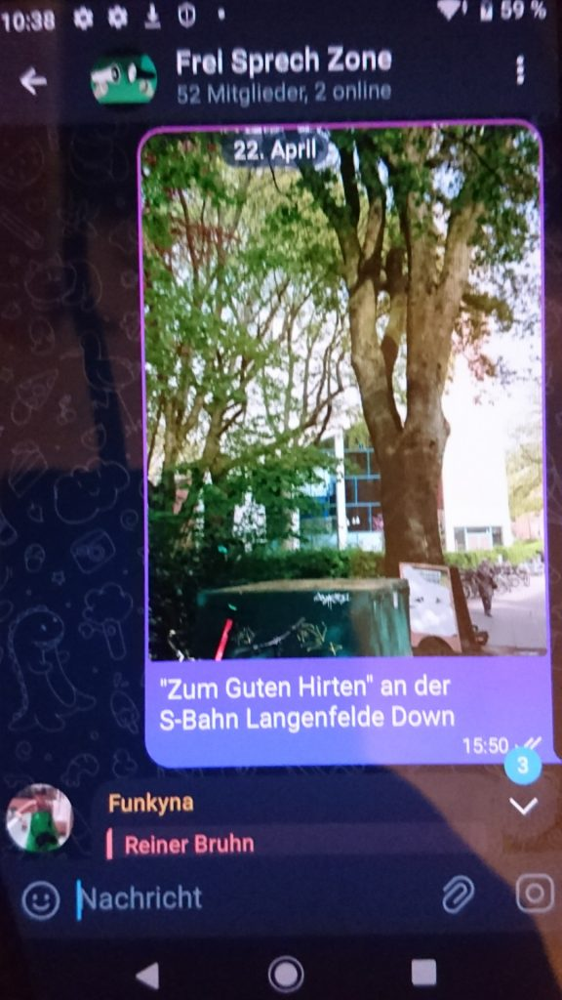 10:38
59 %
Frei Sprech Zone
52 Mitglieder, 2 online
22. April
"Zum Guten Hirten" an der
S-Bahn Langenfelde Down
15:50
3
Funkyna
Reiner Bruhn
Nachricht